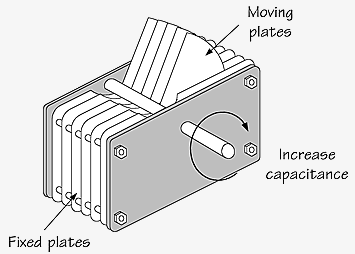 Moving
plates
Increase
capacitance
Fixed plates